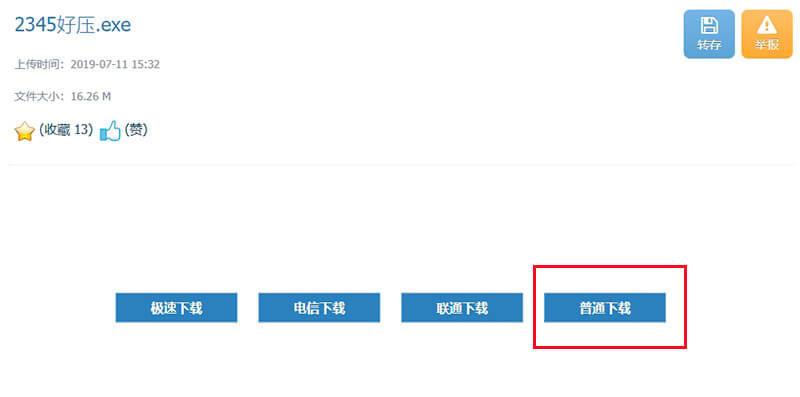 2345好压.exe
转存
举报
上传时间：2019-07-11 15:32
文件大小：16.26 M
(收藏 13) (赞)
极速下载 电信下载 联通下载 普通下载